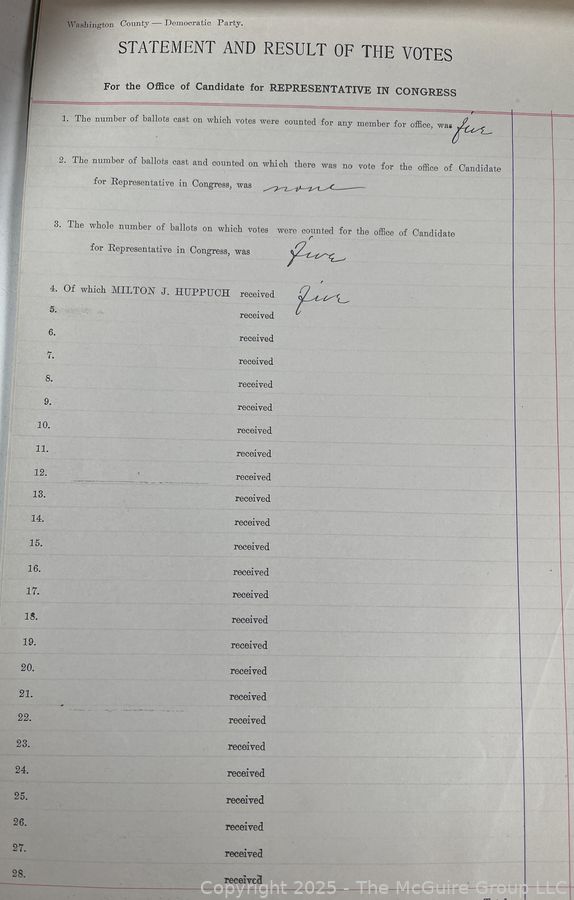 Washington County — Democratic Party.
STATEMENT AND RESULT OF THE VOTES
For the Office of Candidate for REPRESENTATIVE IN CONGRESS
1. The number of ballots cast on which votes were counted for any member for office, was five
2. The number of ballots cast and counted on which there was no vote for the office of Candidate
for Representative in Congress, was none
3. The whole number of ballots on which votes were counted for the office of Candidate
for Representative in Congress, was five
4. Of which MILTON J. HUPPUCH received five
5. received
6. received
7. received
8. received
9. received
10. received
11. received
12. received
13. received
14. received
15. received
16. received
17. received
18. received
19. received
20. received
21. received
22. received
23. received
24. received
25. received
26. received
27. received
28. received
Copyright 2025 - The McGuire Group LLC